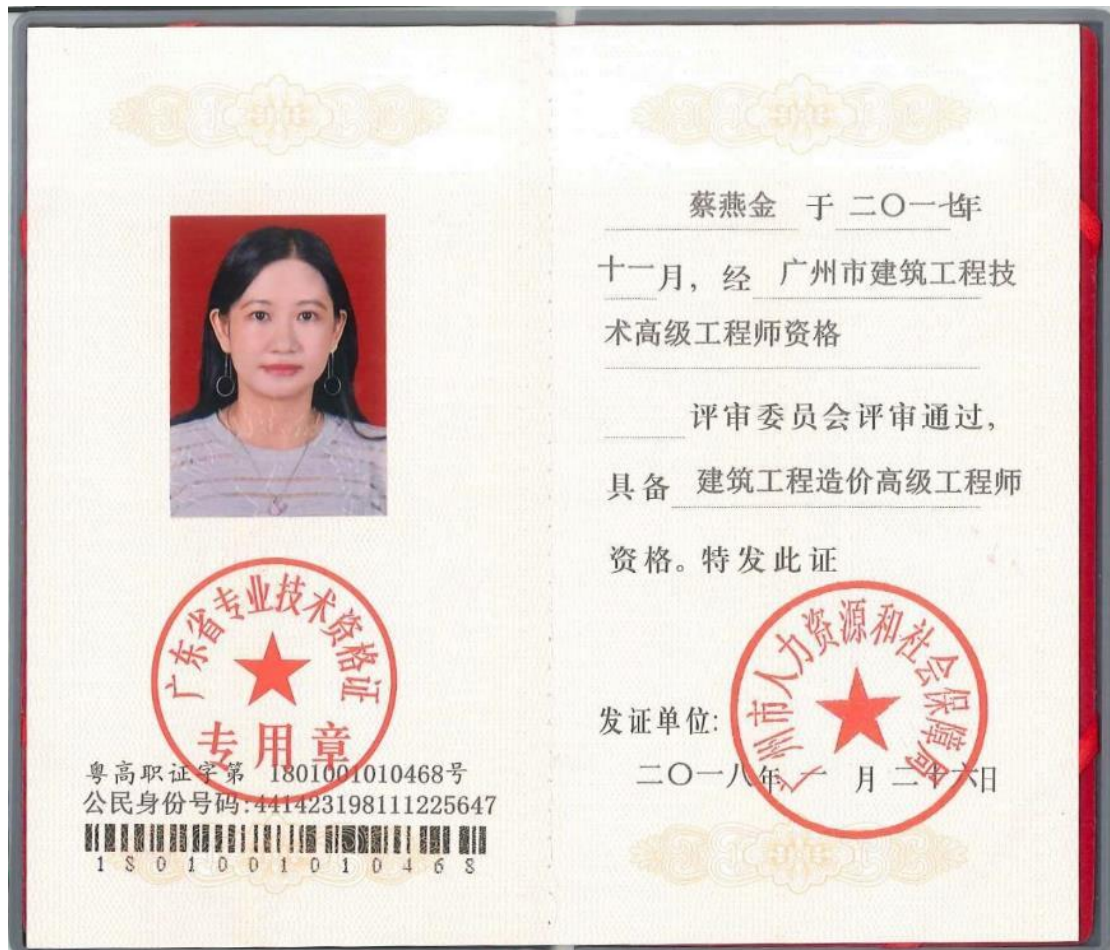 广东省专业技术资格证
专用章
粤高职证字第 1801001010468号
公民身份号码:441423198111225647
1801001010468
蔡燕金 于 二〇一七年
十一月, 经 广州市建筑工程技
术高级工程师资格
评审委员会评审通过,
具备 建筑工程造价高级工程师
资格。特发此证
广州市人力资源和社会保障局
发证单位:
二〇一八年 一 月 二十六日